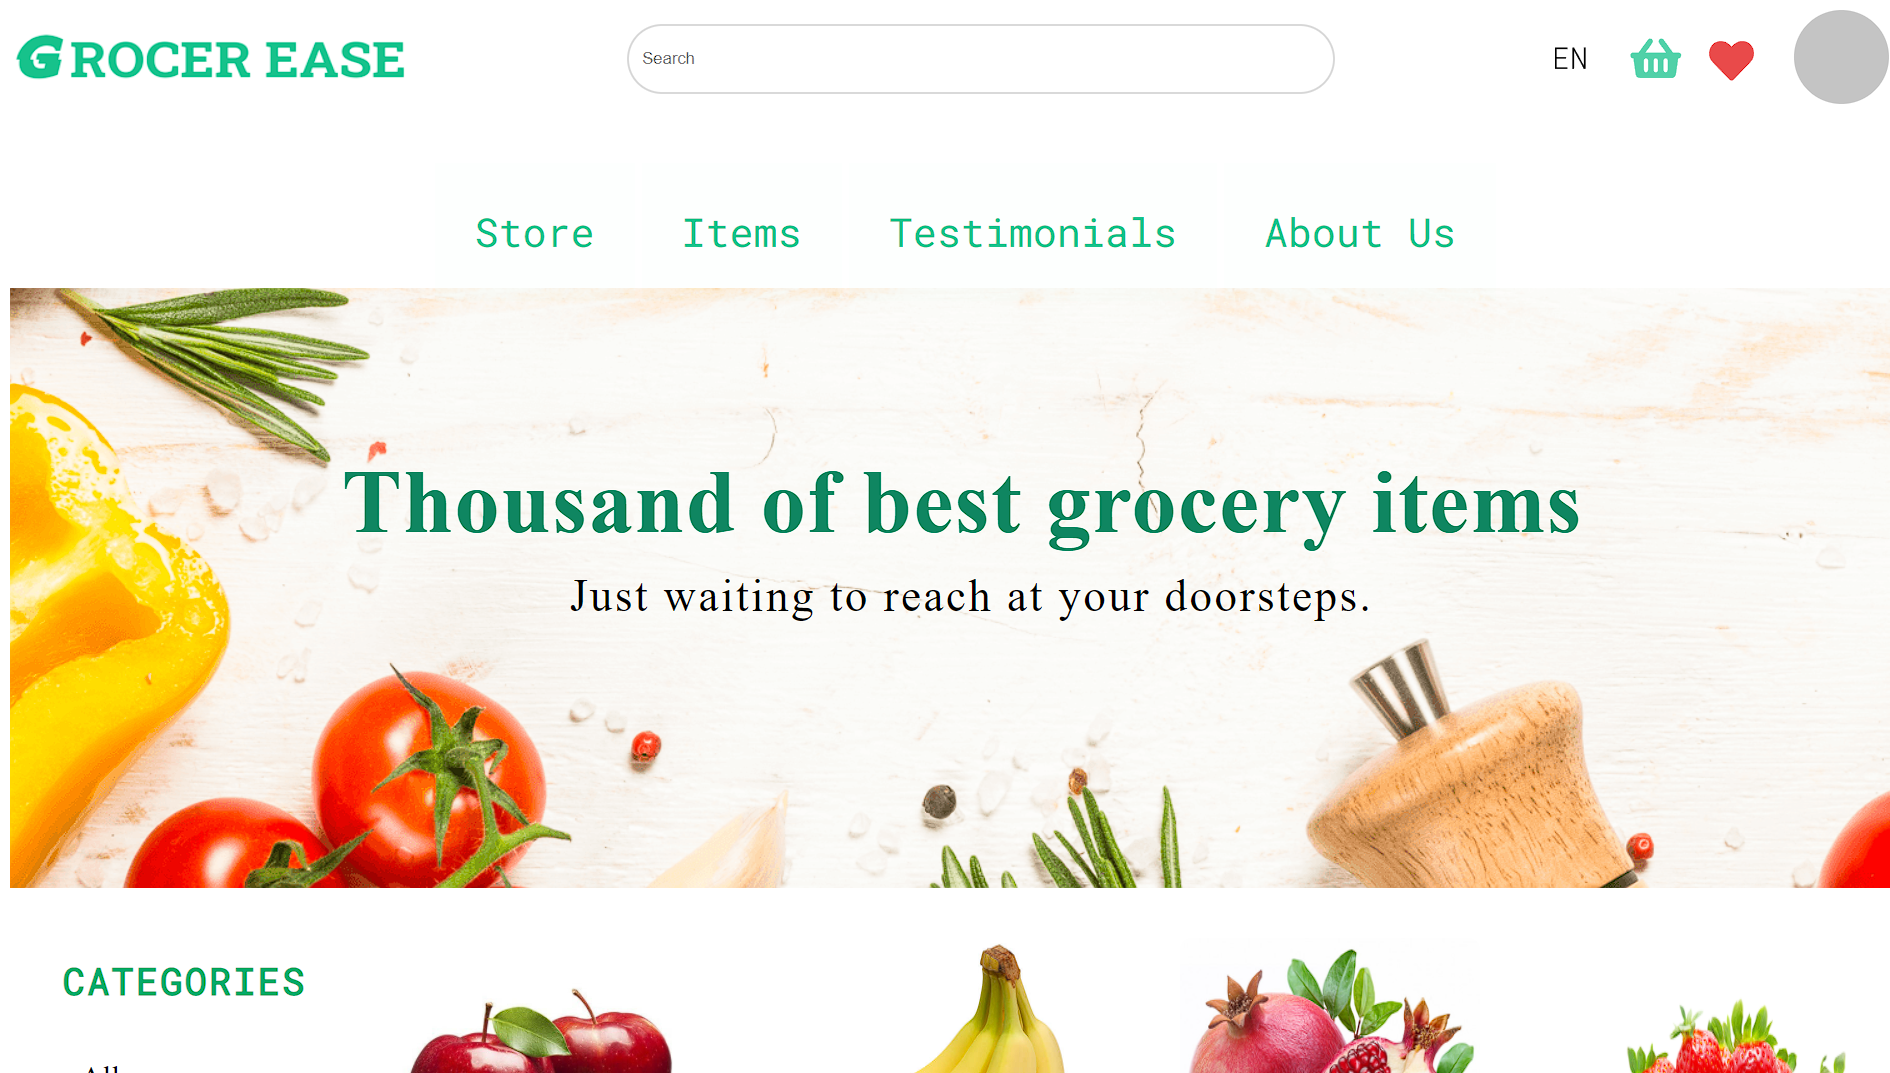 GROCER EASE
Search
EN
Store Items Testimonials About Us
Thousand of best grocery items
Just waiting to reach at your doorsteps.
CATEGORIES
All